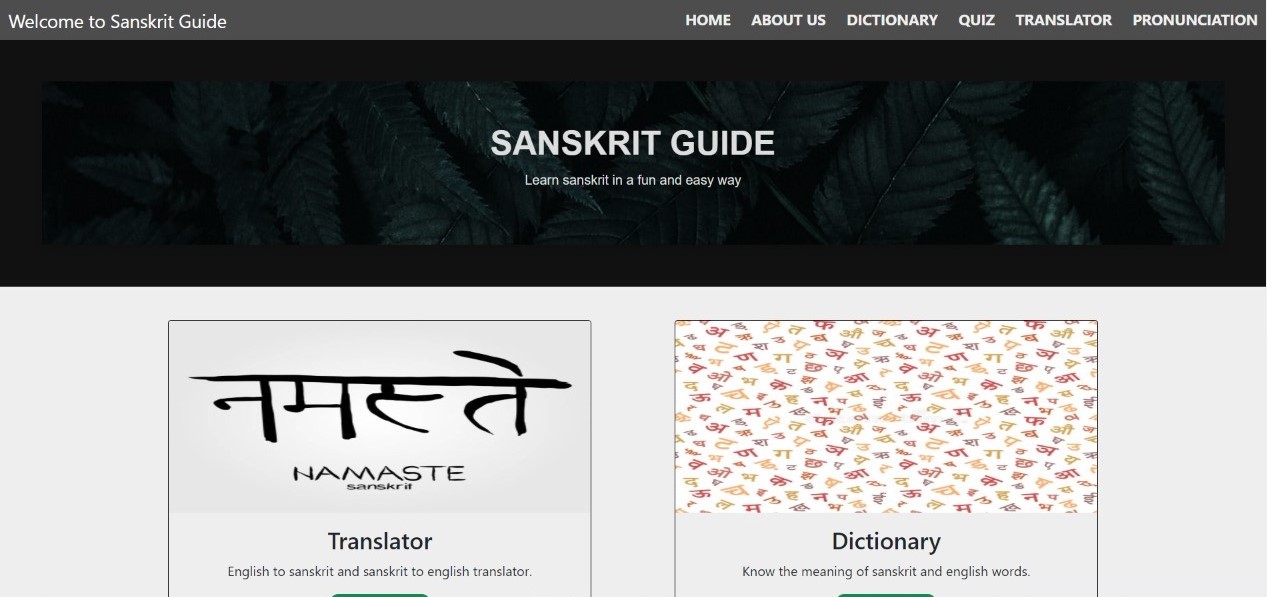 Welcome to Sanskrit Guide
HOME ABOUT US DICTIONARY QUIZ TRANSLATOR PRONUNCIATION
SANSKRIT GUIDE
Learn sanskrit in a fun and easy way
नमस्ते
NAMASTE
sanskrit
Translator
English to sanskrit and sanskrit to english translator.
Dictionary
Know the meaning of sanskrit and english words.